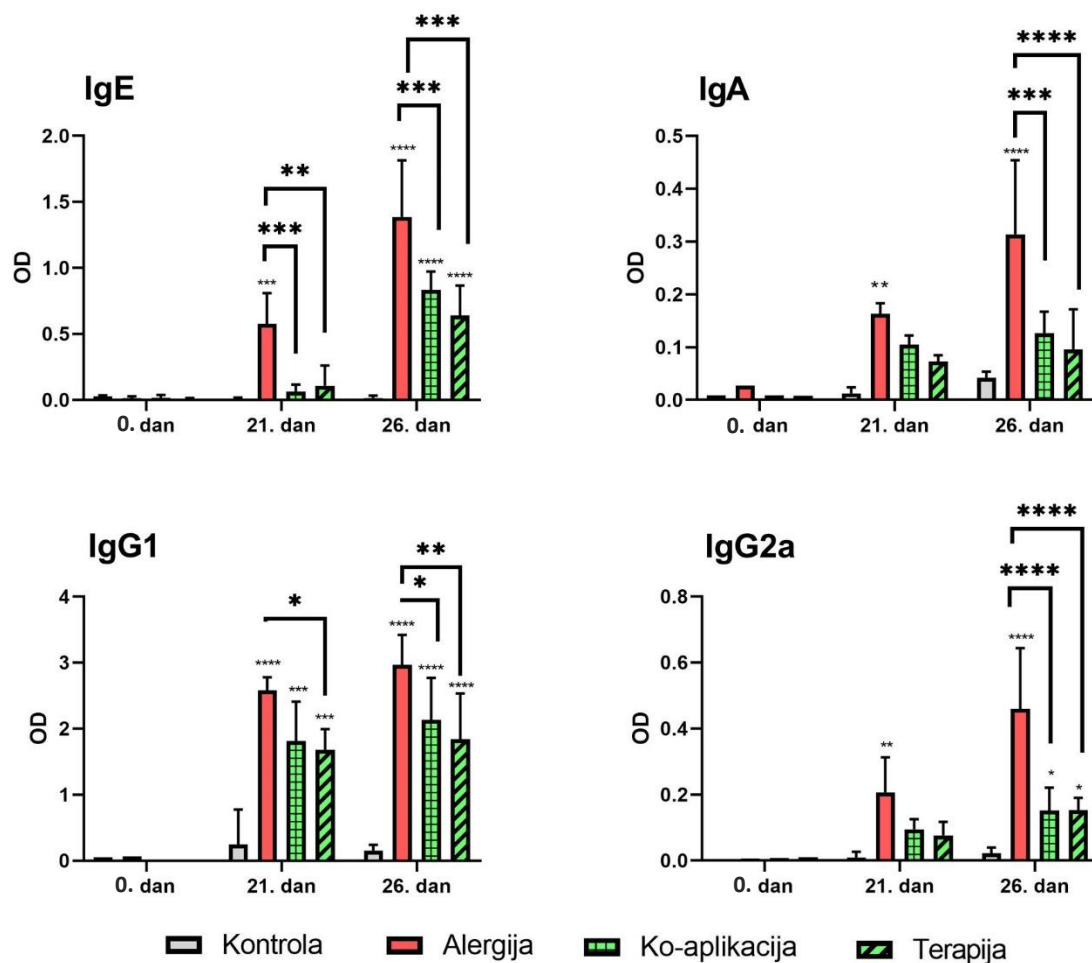 IgE
***
***
**
***
****
***
****
****
OD
2.0
1.5
1.0
0.5
0.0
0. dan
21. dan
26. dan
IgA
****
***
****
**
OD
0.5
0.4
0.3
0.2
0.1
0.0
0. dan
21. dan
26. dan
IgG1
**
*
*
****
****
***
***
****
****
OD
4
3
2
1
0
0. dan
21. dan
26. dan
IgG2a
****
****
****
**
*
*
OD
0.8
0.6
0.4
0.2
0.0
0. dan
21. dan
26. dan
Kontrola
Alergija
Ko-aplikacija
Terapija